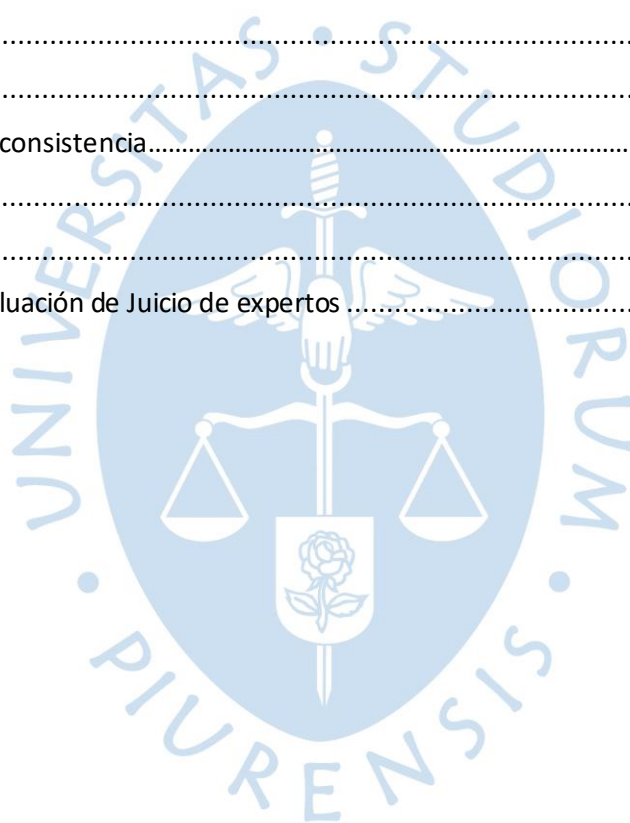 ........................................................................
........................................................................
consistencia........................................................................
........................................................................
........................................................................
luación de Juicio de expertos ........................................
UNIVERSITAS • STUDIORUM
• PIURENSIS •